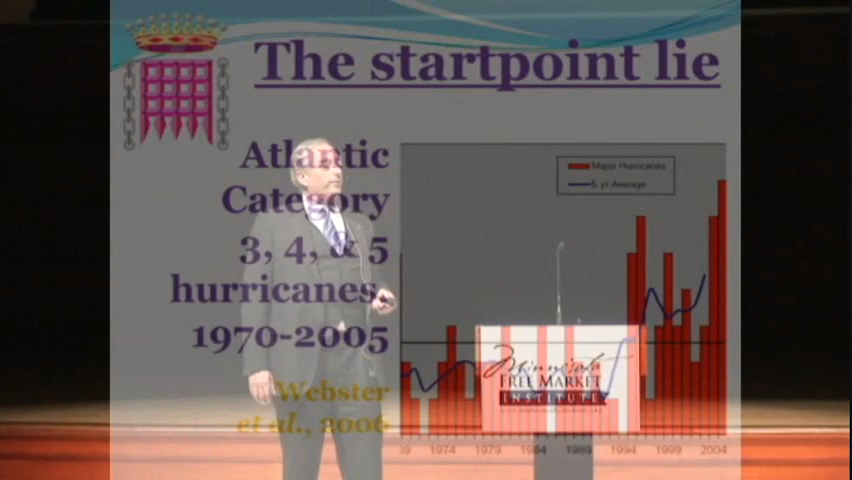 The startpoint lie
Atlantic
Category
3, 4, & 5
hurricanes,
1970-2005
Webster
et al., 2006
Major Hurricanes
5 yr Average
Minnesota
FREE MARKET
INSTITUTE
1974
1979
1984
1989
1994
1999
2004